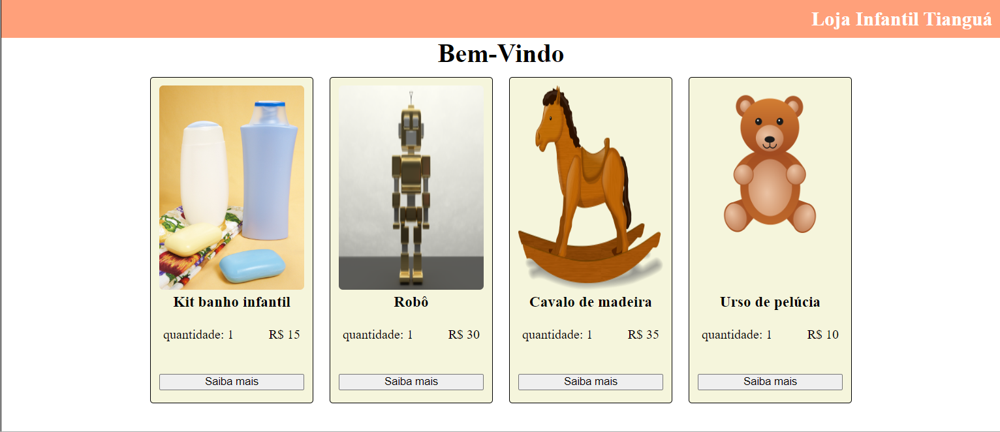 Loja Infantil Tianguá
Bem-Vindo
Kit banho infantil
quantidade: 1 R$ 15
Saiba mais
Robô
quantidade: 1 R$ 30
Saiba mais
Cavalo de madeira
quantidade: 1 R$ 35
Saiba mais
Urso de pelúcia
quantidade: 1 R$ 10
Saiba mais